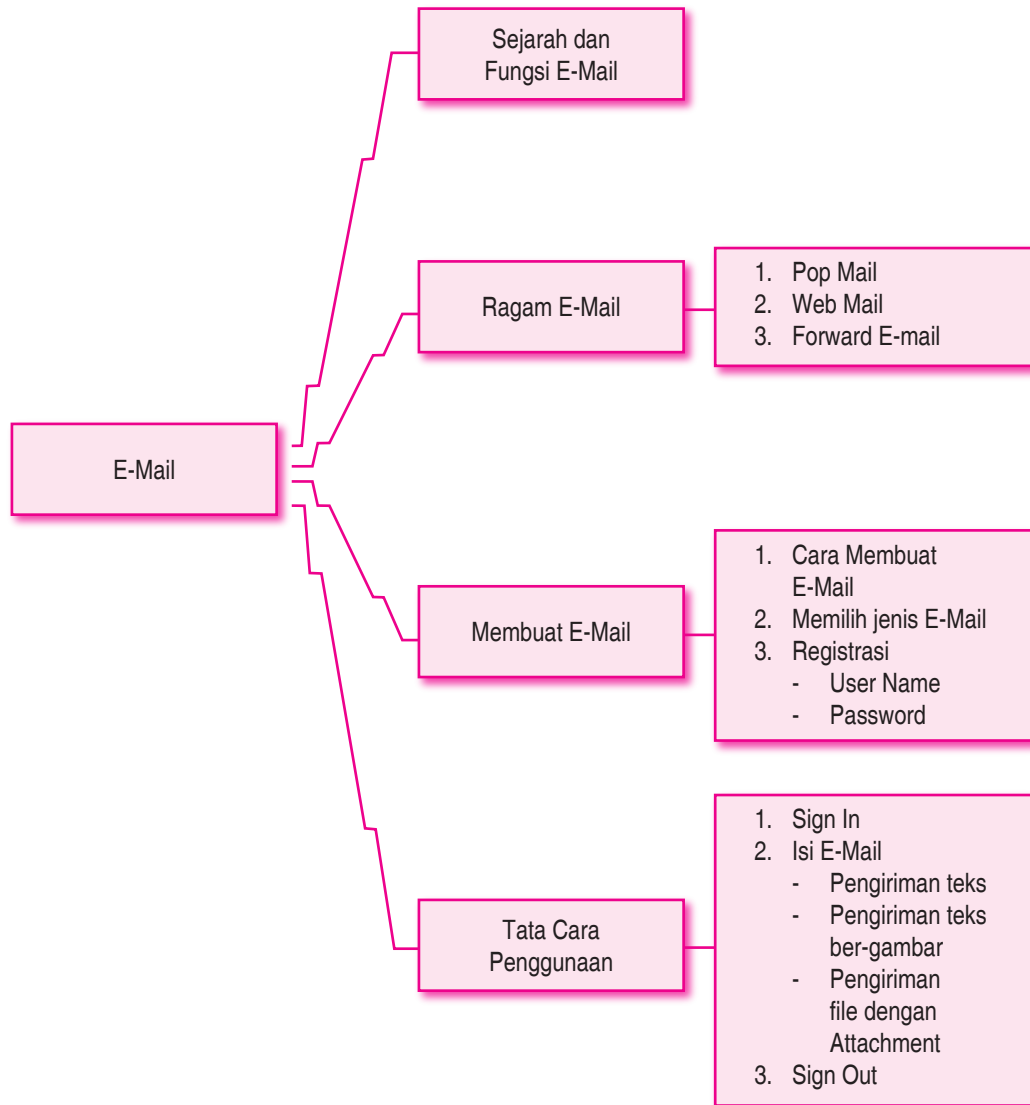 Sejarah dan
Fungsi E-Mail
Ragam E-Mail
1. Pop Mail
2. Web Mail
3. Forward E-mail
E-Mail
Membuat E-Mail
1. Cara Membuat
E-Mail
2. Memilih jenis E-Mail
3. Registrasi
- User Name
- Password
Tata Cara
Penggunaan
1. Sign In
2. Isi E-Mail
- Pengiriman teks
- Pengiriman teks
ber-gambar
- Pengiriman
file dengan
Attachment
3. Sign Out